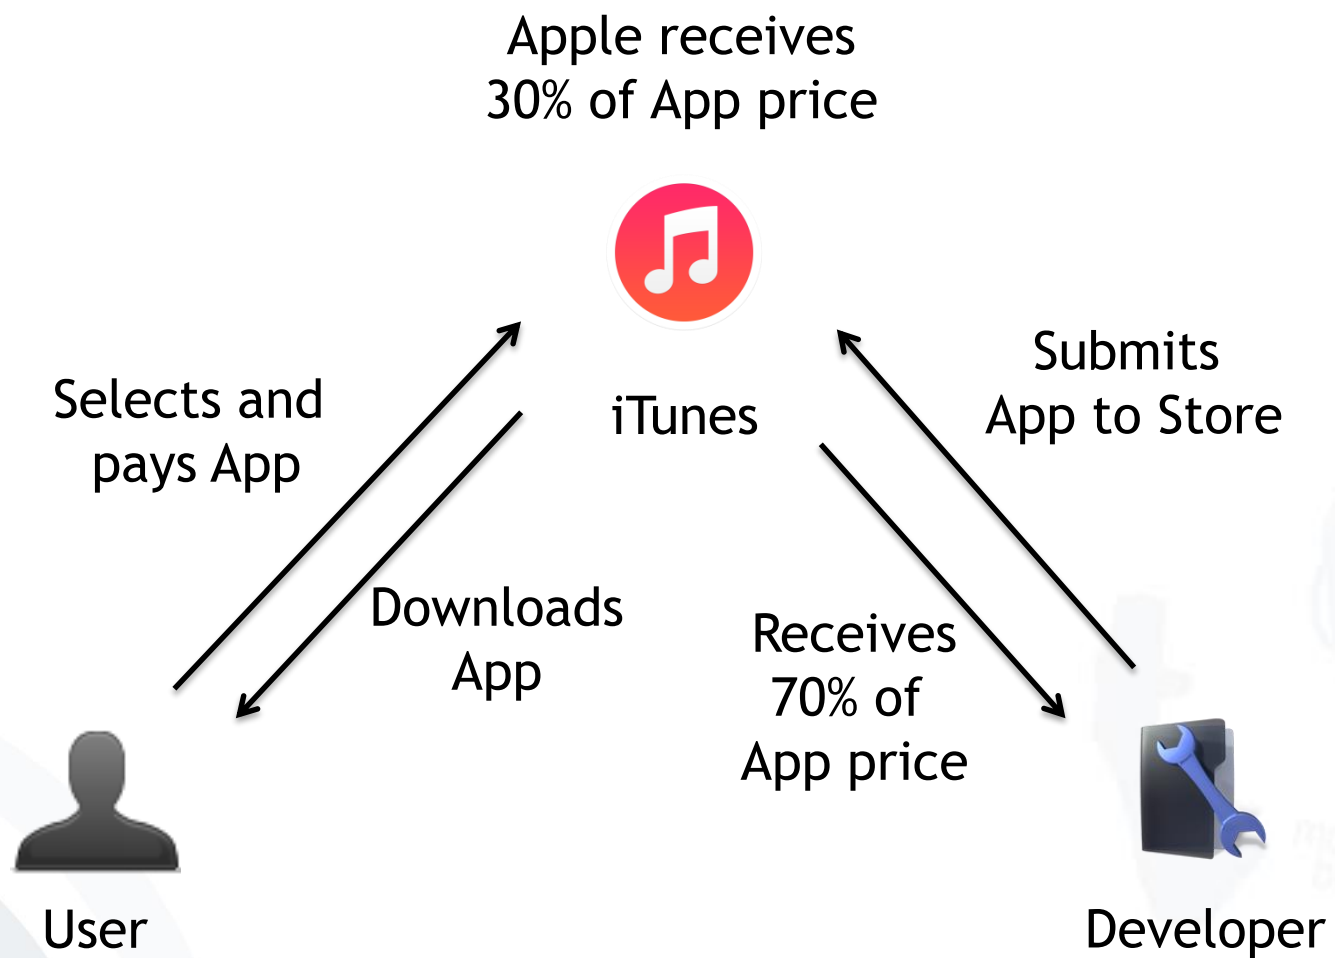 Apple receives
30% of App price
Selects and
pays App
iTunes
Submits
App to Store
Downloads
App
Receives
70% of
App price
User
Developer